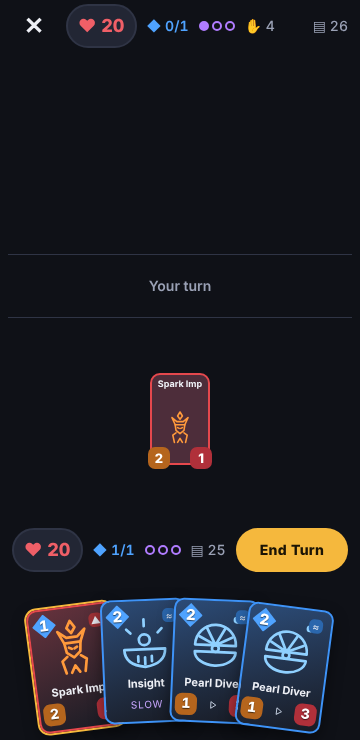 ✕ 20 0/1 4 26
Your turn
Spark Imp
2 1
20 1/1 25 End Turn
1 2 2 2
Spark Imp Insight Pearl Diver Pearl Diver
2 SLOW 1 1 3